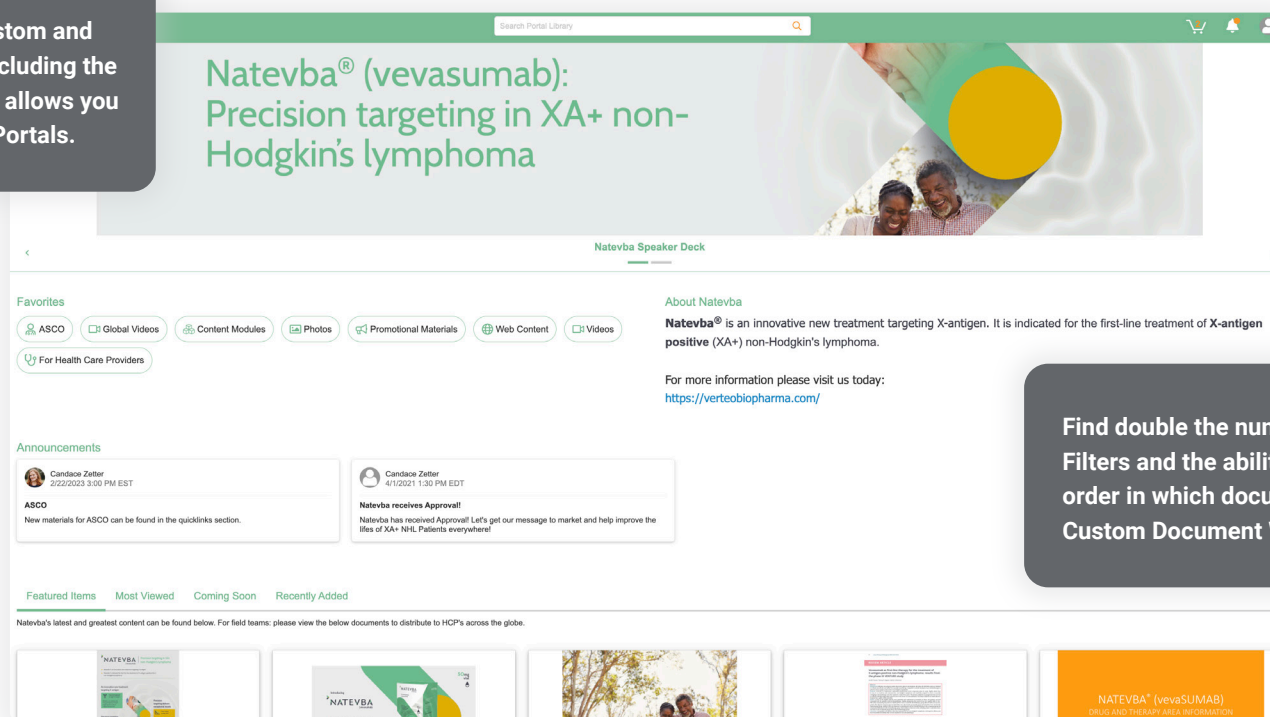 stom and
cluding the
allows you
Portals.
Search Portal Library
Natevba® (vevasumab):
Precision targeting in XA+ non-
Hodgkin's lymphoma
Natevba Speaker Deck
Favorites
ASCO
Global Videos
Content Modules
Photos
Promotional Materials
Web Content
Videos
For Health Care Providers
About Natevba
Natevba® is an innovative new treatment targeting X-antigen. It is indicated for the first-line treatment of X-antigen
positive (XA+) non-Hodgkin's lymphoma.
For more information please visit us today:
https://verteobiopharma.com/
Find double the num
Filters and the abilit
order in which docu
Custom Document
Announcements
Candace Zetter
2/22/2023 3:00 PM EST
ASCO
New materials for ASCO can be found in the quicklinks section.
Candace Zetter
4/1/2021 1:30 PM EDT
Natevba receives Approval!
Natevba has received Approval! Let's get our message to market and help improve the
lifes of XA+ NHL Patients everywhere!
Featured Items
Most Viewed
Coming Soon
Recently Added
Natevba's latest and greatest content can be found below. For field teams: please view the below documents to distribute to HCP's across the globe.
NATEVBA
NATEVBA
NATEVBA® (vevaSUMAB)
DRUG AND THERAPY AREA INFORMATION